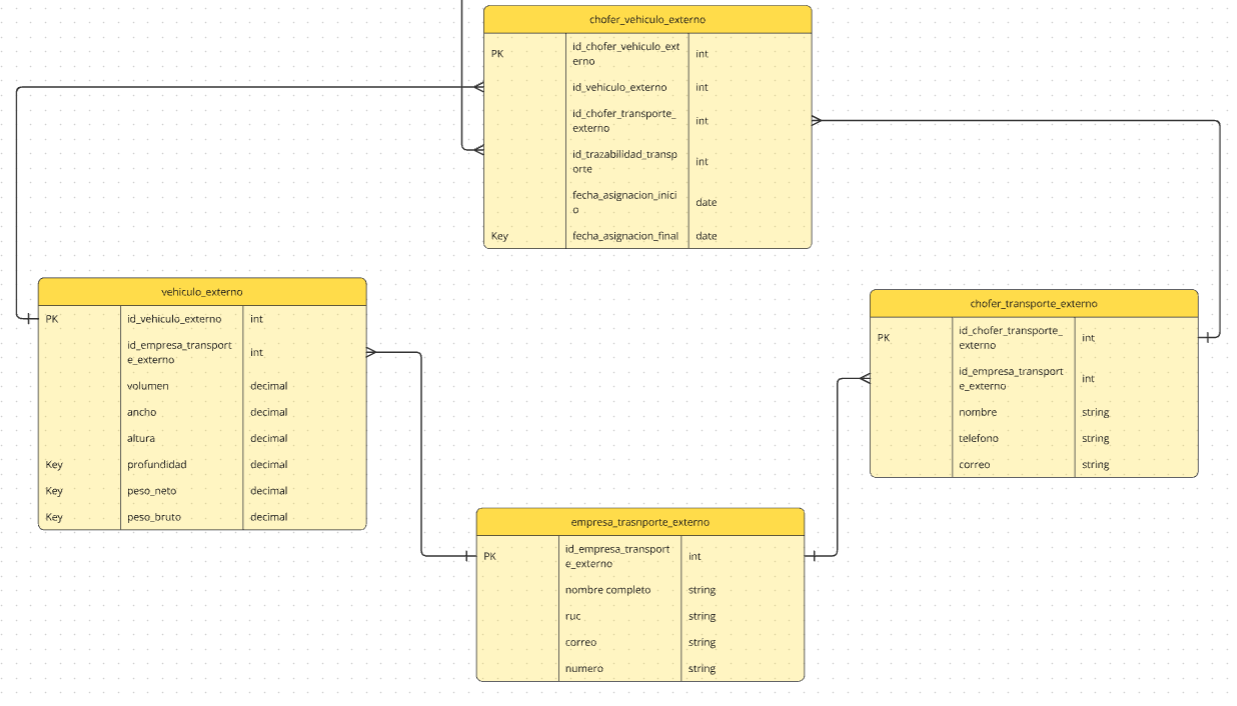 chofer_vehiculo_externo
PK id_chofer_vehiculo_ext int
erno
id_vehiculo_externo int
id_chofer_transporte_ int
externo
id_trazabilidad_transp int
orte
fecha_asignacion_inici date
o
Key fecha_asignacion_final date
vehiculo_externo
PK id_vehiculo_externo int
id_empresa_transport int
e_externo
volumen decimal
ancho decimal
altura decimal
Key profundidad decimal
Key peso_neto decimal
Key peso_bruto decimal
chofer_transporte_externo
PK id_chofer_transporte_ int
externo
id_empresa_transport int
e_externo
nombre string
telefono string
correo string
empresa_trasnporte_externo
PK id_empresa_transport int
e_externo
nombre completo string
ruc string
correo string
numero string